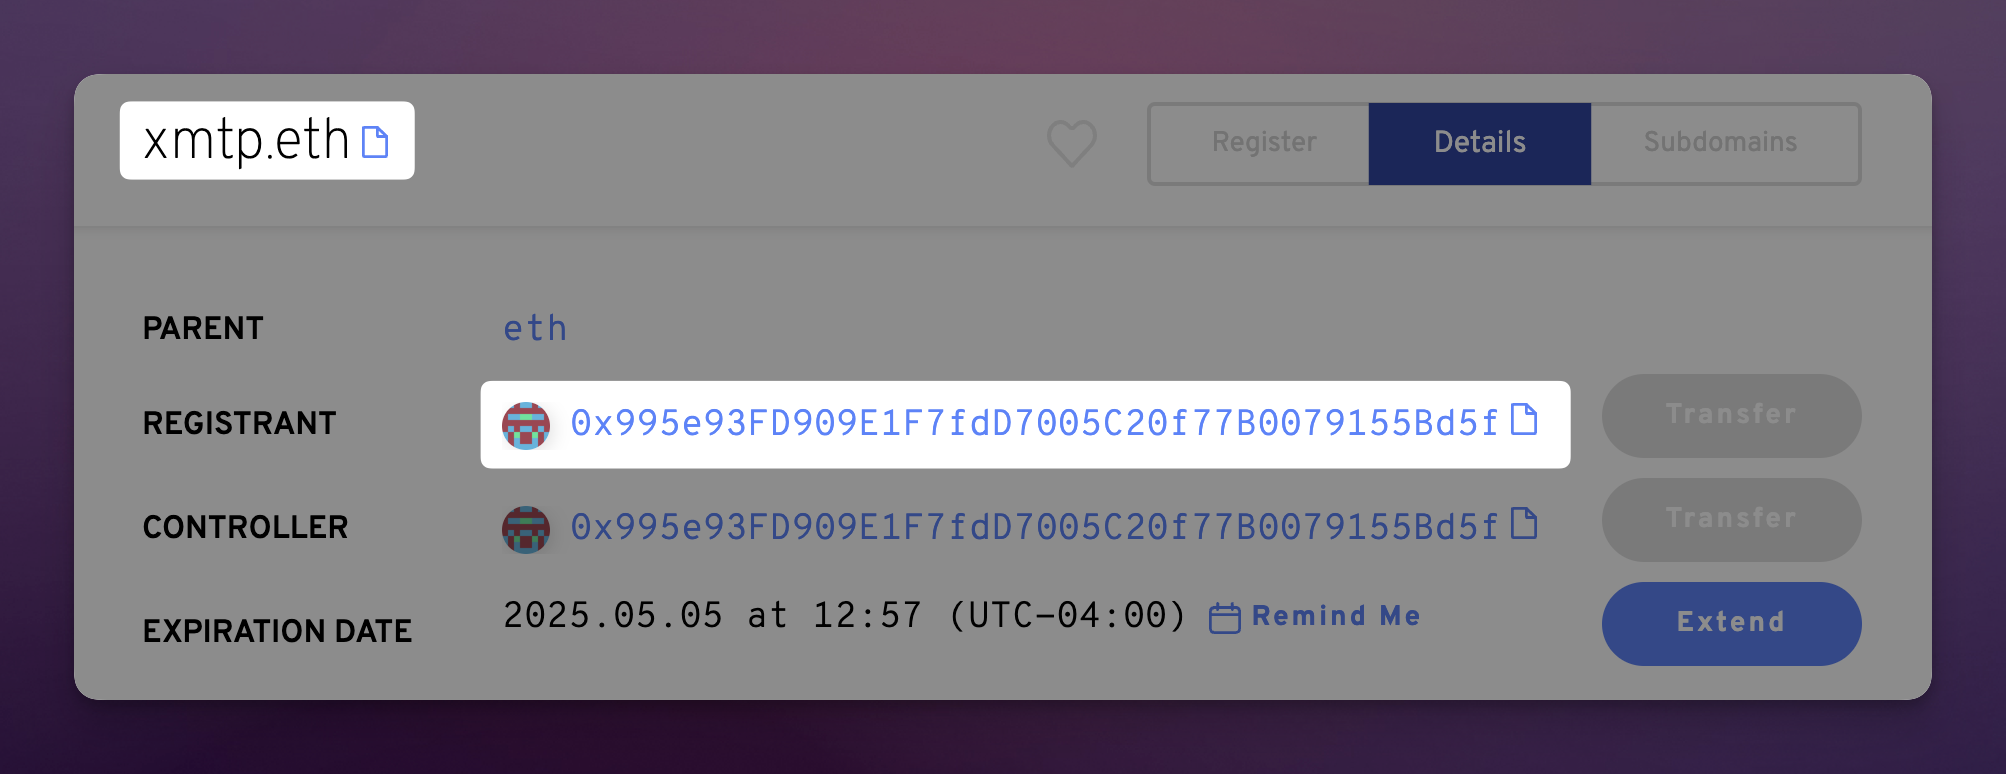 xmtp.eth
Register Details Subdomains
PARENT eth
REGISTRANT 0x995e93FD909E1F7fdD7005C20f77B0079155Bd5f Transfer
CONTROLLER 0x995e93FD909E1F7fdD7005C20f77B0079155Bd5f Transfer
EXPIRATION DATE 2025.05.05 at 12:57 (UTC−04:00) Remind Me Extend